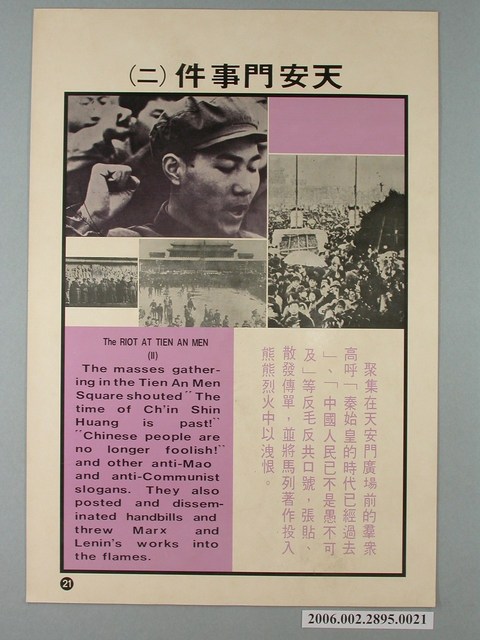 （二）件事門安天
The RIOT AT TIEN AN MEN
(II)
The masses gather-
ing in the Tien An Men
Square shouted "The
time of Ch'in Shin
Huang is past!"
"Chinese people are
no longer foolish!"
and other anti-Mao
and anti-Communist
slogans. They also
posted and dissem-
inated handbills and
threw Marx and
Lenin's works into
the flames.
聚集在天安門廣場前的羣衆
高呼「秦始皇的時代已經過去
」、「中國人民已不是愚不可
及」等反毛反共口號，張貼、
散發傳單，並將馬列著作投入
熊熊烈火中以洩恨。
21
2006.002.2895.0021